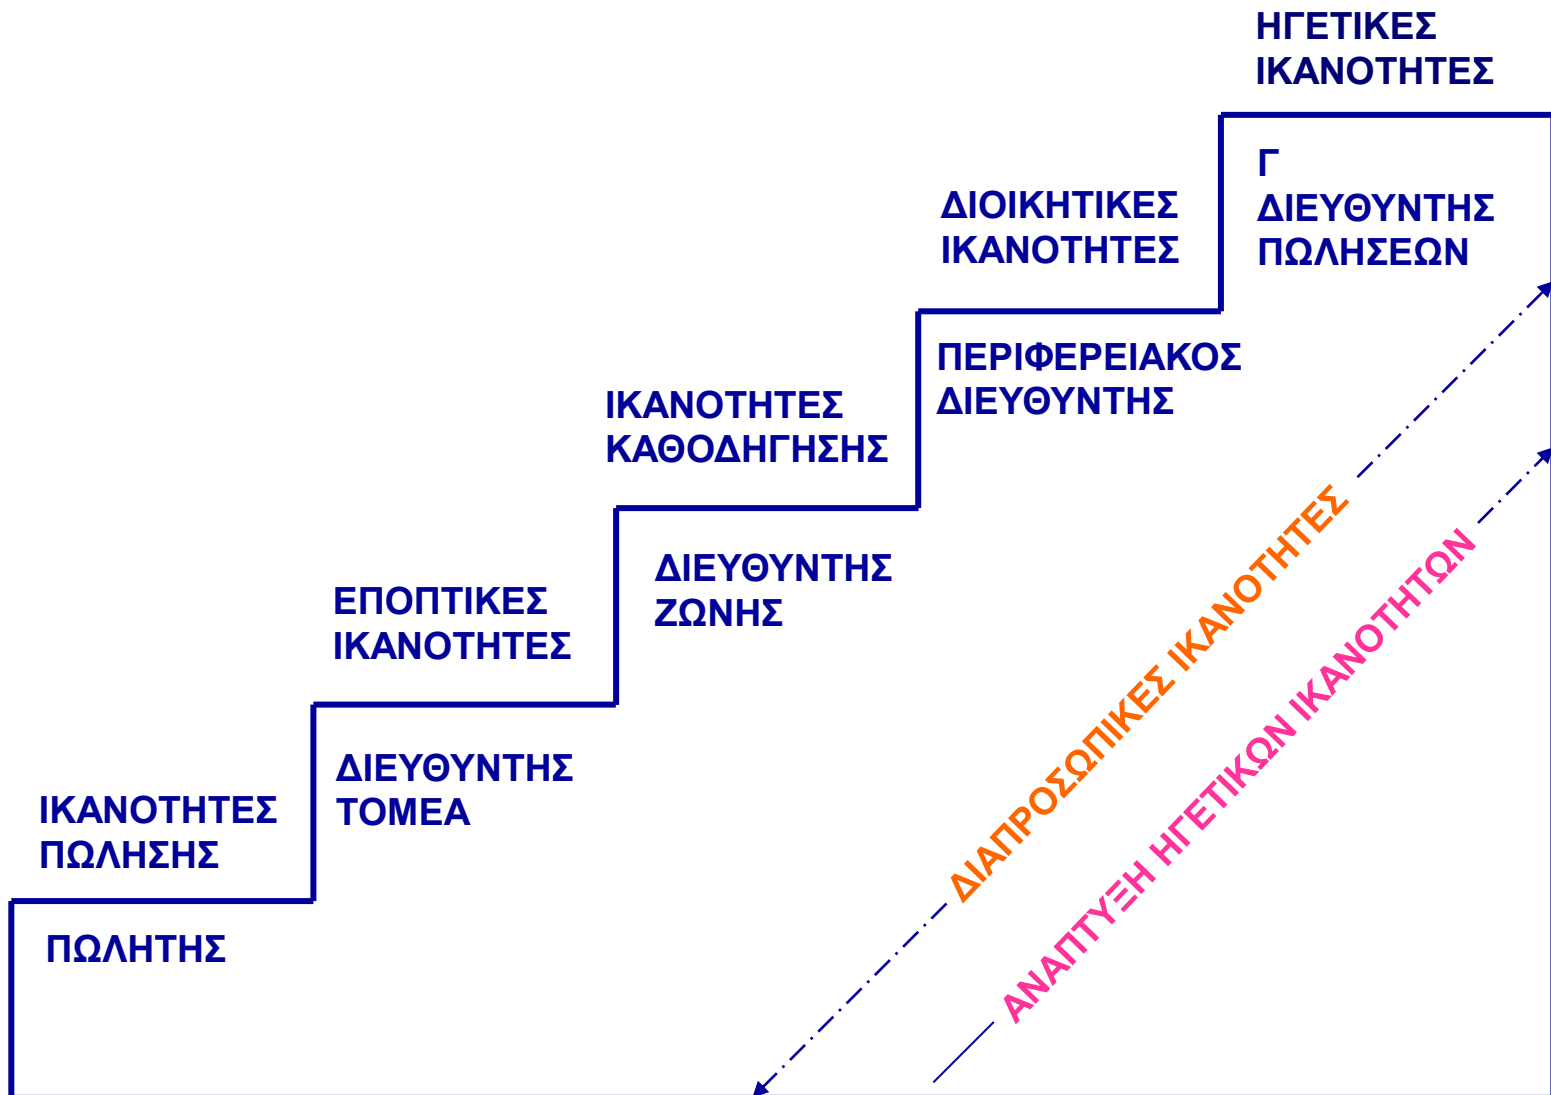 ΗΓΕΤΙΚΕΣ
ΙΚΑΝΟΤΗΤΕΣ
Γ
ΔΙΕΥΘΥΝΤΗΣ
ΠΩΛΗΣΕΩΝ
ΔΙΟΙΚΗΤΙΚΕΣ
ΙΚΑΝΟΤΗΤΕΣ
ΠΕΡΙΦΕΡΕΙΑΚΟΣ
ΔΙΕΥΘΥΝΤΗΣ
ΙΚΑΝΟΤΗΤΕΣ
ΚΑΘΟΔΗΓΗΣΗΣ
ΔΙΕΥΘΥΝΤΗΣ
ΖΩΝΗΣ
ΕΠΟΠΤΙΚΕΣ
ΙΚΑΝΟΤΗΤΕΣ
ΔΙΕΥΘΥΝΤΗΣ
ΤΟΜΕΑ
ΙΚΑΝΟΤΗΤΕΣ
ΠΩΛΗΣΗΣ
ΠΩΛΗΤΗΣ
ΔΙΑΠΡΟΣΩΠΙΚΕΣ ΙΚΑΝΟΤΗΤΕΣ
ΑΝΑΠΤΥΞΗ ΗΓΕΤΙΚΩΝ ΙΚΑΝΟΤΗΤΩΝ